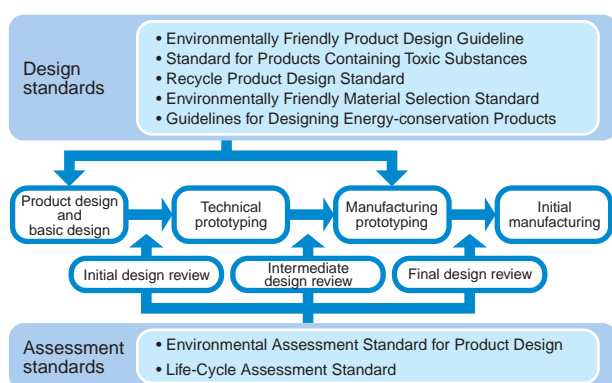 Design
standards
• Environmentally Friendly Product Design Guideline
• Standard for Products Containing Toxic Substances
• Recycle Product Design Standard
• Environmentally Friendly Material Selection Standard
• Guidelines for Designing Energy-conservation Products
Product design
and
basic design
Technical
prototyping
Manufacturing
prototyping
Initial
manufacturing
Initial design review
Intermediate
design review
Final design review
Assessment
standards
• Environmental Assessment Standard for Product Design
• Life-Cycle Assessment Standard